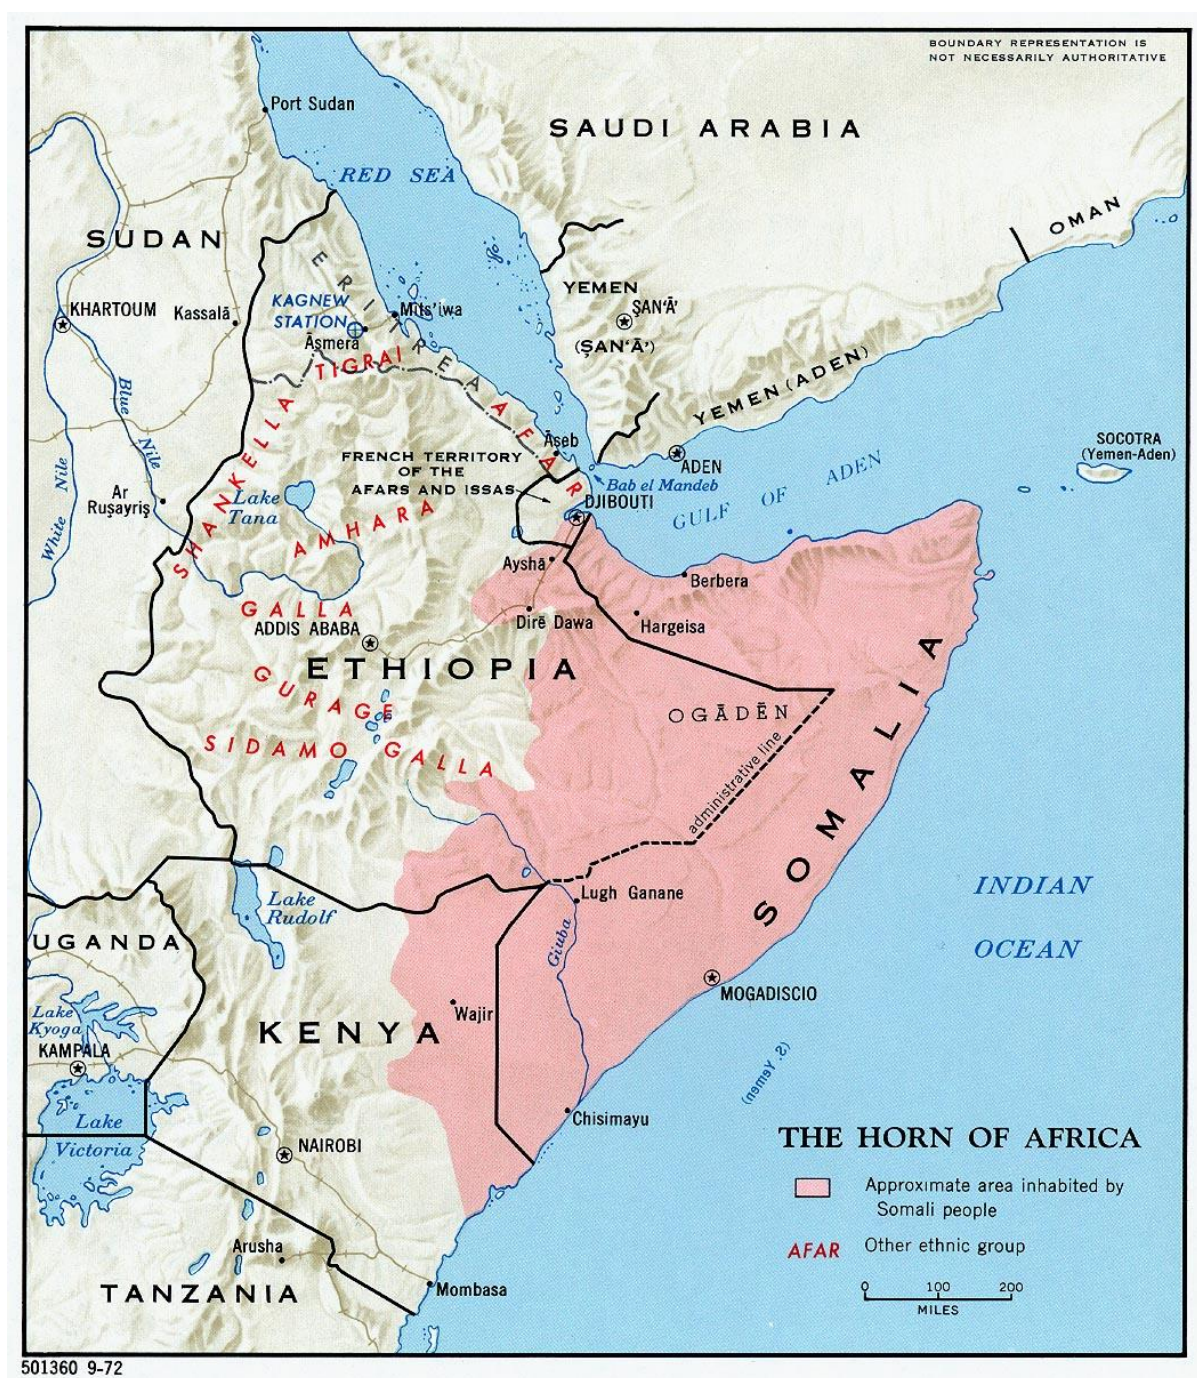 BOUNDARY REPRESENTATION IS
NOT NECESSARILY AUTHORITATIVE
Port Sudan
SAUDI ARABIA
RED SEA
OMAN
SUDAN
ERITREA
YEMEN
KAGNEW
STATION
KHARTOUM
Kassalā
Mits'iwa
ṢAN'Ā'
(ṢAN'Ā')
Āsmera
TIGRAI
YEMEN (ADEN)
Blue Nile
SHANKELLA
AFAR
Āseb
FRENCH TERRITORY
OF THE
AFARS AND ISSAS
ADEN
SOCOTRA
(Yemen-Aden)
White Nile
Bab el Mandeb
GULF OF ADEN
Ar
Ruşayriş
Lake
Tana
DJIBOUTI
AMHARA
Ayshā
Berbera
GALLA
ADDIS ABABA
Dirē Dawa
Hargeisa
ETHIOPIA
GURAGE
OGĀDĒN
SOMALIA
SIDAMO GALLA
administrative line
Lake
Rudolf
Lugh Ganane
INDIAN
OCEAN
UGANDA
Giuba
MOGADISCIO
Lake
Kyoga
Wajir
KENYA
KAMPALA
(S. Yemen)
Lake
Victoria
Chisimayu
NAIROBI
THE HORN OF AFRICA
Approximate area inhabited by
Somali people
AFAR Other ethnic group
Arusha
TANZANIA
Mombasa
0 100 200
MILES
501360 9-72